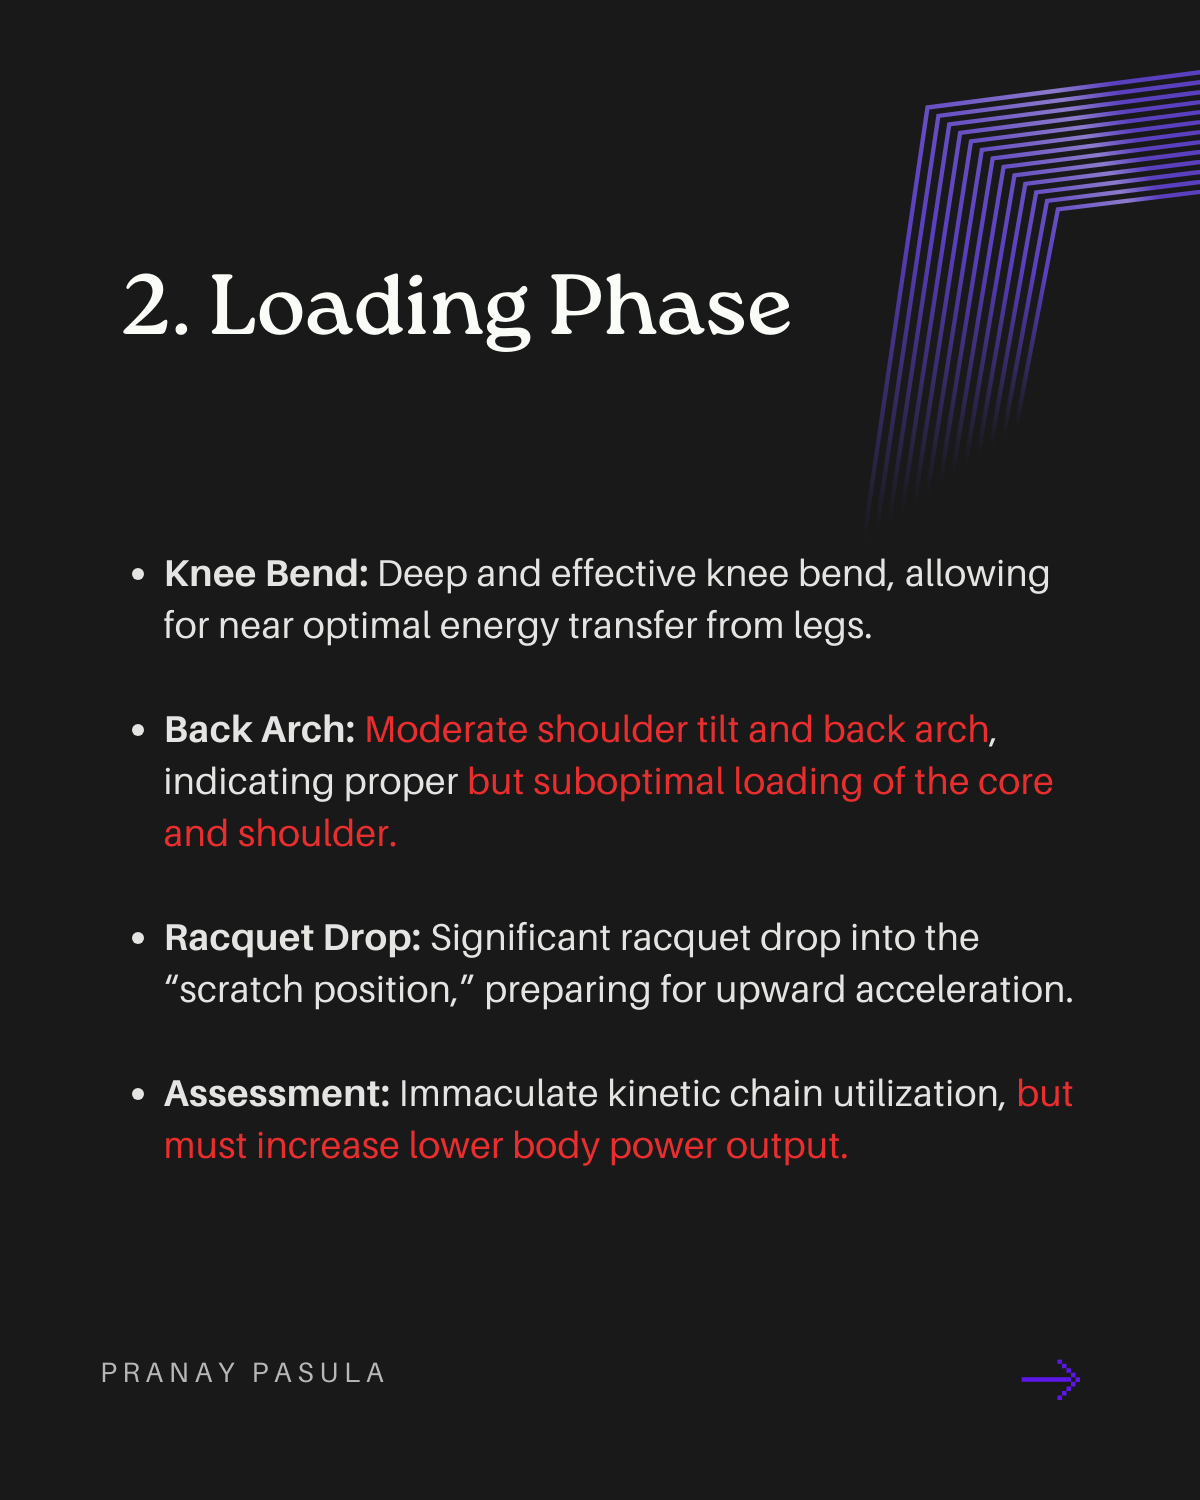 2. Loading Phase
• Knee Bend: Deep and effective knee bend, allowing
for near optimal energy transfer from legs.
• Back Arch: Moderate shoulder tilt and back arch,
indicating proper but suboptimal loading of the core
and shoulder.
• Racquet Drop: Significant racquet drop into the
“scratch position,” preparing for upward acceleration.
• Assessment: Immaculate kinetic chain utilization, but
must increase lower body power output.
PRANAY PASULA